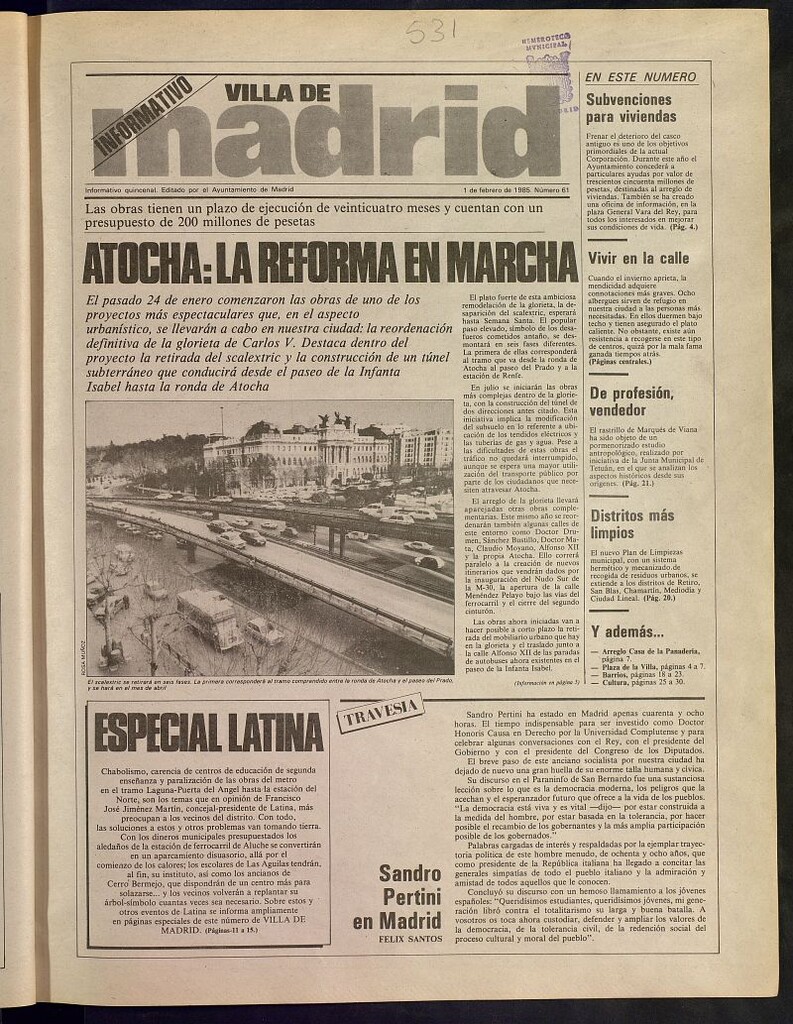 531
HEMEROTECA
MUNICIPAL
MADRID
INFORMATIVO
VILLA DE
madrid
Informativo quincenal. Editado por el Ayuntamiento de Madrid
1 de febrero de 1985. Número 61
Las obras tienen un plazo de ejecución de veinticuatro meses y cuentan con un
presupuesto de 200 millones de pesetas
ATOCHA: LA REFORMA EN MARCHA
El pasado 24 de enero comenzaron las obras de uno de los
proyectos más espectaculares que, en el aspecto
urbanístico, se llevarán a cabo en nuestra ciudad: la reordenación
definitiva de la glorieta de Carlos V. Destaca dentro del
proyecto la retirada del scalextric y la construcción de un túnel
subterráneo que conducirá desde el paseo de la Infanta
Isabel hasta la ronda de Atocha
ROSA MUÑOZ
El scalextric se retirará en seis fases. La primera corresponderá al tramo comprendido entre la ronda de Atocha y el paseo del Prado,
y se hará en el mes de abril
El plato fuerte de esta ambiciosa
remodelación de la glorieta, la de-
saparición del scalextric, esperará
hasta Semana Santa. El popular
paso elevado, símbolo de los desa-
fueros cometidos antaño, se des-
montará en seis fases diferentes.
La primera de ellas corresponderá
al tramo que va desde la ronda de
Atocha al paseo del Prado y a la
estación de Renfe.
En julio se iniciarán las obras
más complejas dentro de la glorie-
ta, con la construcción del túnel de
dos direcciones antes citado. Esta
iniciativa implica la modificación
del subsuelo en lo referente a ubi-
cación de los tendidos eléctricos y
las tuberías de gas y agua. Pese a
las dificultades de estas obras el
tráfico no quedará interrumpido,
aunque se espera una mayor utili-
zación del transporte público por
parte de los ciudadanos que nece-
siten atravesar Atocha.
El arreglo de la glorieta llevará
aparejadas otras obras comple-
mentarias. Este mismo año se reor-
denarán también algunas calles de
este entorno como Doctor Dru-
men, Sánchez Bustillo, Doctor Ma-
ta, Claudio Moyano, Alfonso XII
y la propia Atocha. Ello correrá
paralelo a la creación de nuevos
itinerarios que vendrán dados por
la inauguración del Nudo Sur de
la M-30, la apertura de la calle
Menéndez Pelayo bajo las vías del
ferrocarril y el cierre del segundo
cinturón.
Las obras ahora iniciadas van a
hacer posible a corto plazo la reti-
rada del mobiliario urbano que hay
en la glorieta y el traslado junto a
la calle Alfonso XII de las paradas
de autobuses ahora existentes en el
paseo de la Infanta Isabel.
(Información en página 3)
EN ESTE NUMERO
Subvenciones
para viviendas
Frenar el deterioro del casco
antiguo es uno de los objetivos
primordiales de la actual
Corporación. Durante este año el
Ayuntamiento concederá a
particulares ayudas por valor de
trescientos cincuenta millones de
pesetas, destinadas al arreglo de
viviendas. También se ha creado
una oficina de información, en la
plaza General Vara del Rey, para
todos los interesados en mejorar
sus condiciones de vida. (Pág. 4.)
Vivir en la calle
Cuando el invierno aprieta, la
mendicidad adquiere
connotaciones más graves. Ocho
albergues sirven de refugio en
nuestra ciudad a las personas más
necesitadas. En ellos duermen bajo
techo y tienen asegurado el plato
caliente. No obstante, existe aún
resistencia a recogerse en este tipo
de centros, quizá por la mala fama
ganada tiempos atrás.
(Páginas centrales.)
De profesión,
vendedor
El rastrillo de Marqués de Viana
ha sido objeto de un
pormenorizado estudio
antropológico, realizado por
iniciativa de la Junta Municipal de
Tetuán, en el que se analizan los
aspectos históricos desde sus
orígenes. (Pág. 21.)
Distritos más
limpios
El nuevo Plan de Limpiezas
municipal, con un sistema
hermético y mecanizado de
recogida de residuos urbanos, se
extiende a los distritos de Retiro,
San Blas, Chamartín, Mediodía y
Ciudad Lineal. (Pág. 20.)
Y además...
— Arreglo Casa de la Panadería,
página 7.
— Plaza de la Villa, páginas 4 a 7.
— Barrios, páginas 18 a 23.
— Cultura, páginas 25 a 30.
ESPECIAL LATINA
Chabolismo, carencia de centros de educación de segunda
enseñanza y paralización de las obras del metro
en el tramo Laguna-Puerta del Angel hasta la estación del
Norte, son los temas que en opinión de Francisco
José Jiménez Martín, concejal-presidente de Latina, más
preocupan a los vecinos del distrito. Con todo,
las soluciones a estos y otros problemas van tomando tierra.
Con los dineros municipales presupuestados los
aledaños de la estación de ferrocarril de Aluche se convertirán
en un aparcamiento disuasorio, allá por el
comienzo de los calores; los escolares de Las Aguilas tendrán,
al fin, su instituto, así como los ancianos de
Cerro Bermejo, que dispondrán de un centro más para
solazarse... y los vecinos volverán a replantar su
árbol-símbolo cuantas veces sea necesario. Sobre estos y
otros eventos de Latina se informa ampliamente
en páginas especiales de este número de VILLA DE
MADRID. (Páginas 11 a 15.)
TRAVESIA
Sandro
Pertini
en Madrid
FELIX SANTOS
Sandro Pertini ha estado en Madrid apenas cuarenta y ocho
horas. El tiempo indispensable para ser investido como Doctor
Honoris Causa en Derecho por la Universidad Complutense y para
celebrar algunas conversaciones con el Rey, con el presidente del
Gobierno y con el presidente del Congreso de los Diputados.
El breve paso de este anciano socialista por nuestra ciudad ha
dejado de nuevo una gran huella de su enorme talla humana y cívica.
Su discurso en el Paraninfo de San Bernardo fue una sustanciosa
lección sobre lo que es la democracia moderna, los peligros que la
acechan y el esperanzador futuro que ofrece a la vida de los pueblos.
"La democracia está viva y es vital —dijo— por estar construida a
la medida del hombre, por estar basada en la tolerancia, por hacer
posible el recambio de los gobernantes y la más amplia participación
posible de los gobernados."
Palabras cargadas de interés y respaldadas por la ejemplar trayec-
toria política de este hombre menudo, de ochenta y ocho años, que
como presidente de la República italiana ha llegado a concitar las
generales simpatías de todo el pueblo italiano y la admiración y
amistad de todos aquellos que le conocen.
Concluyó su discurso con un hermoso llamamiento a los jóvenes
españoles: "Queridísimos estudiantes, queridísimos jóvenes, mi gene-
ración libró contra el totalitarismo su larga y buena batalla. A
vosotros os toca ahora custodiar, defender y ampliar los valores de
la democracia, de la tolerancia civil, de la redención social del
proceso cultural y moral del pueblo".